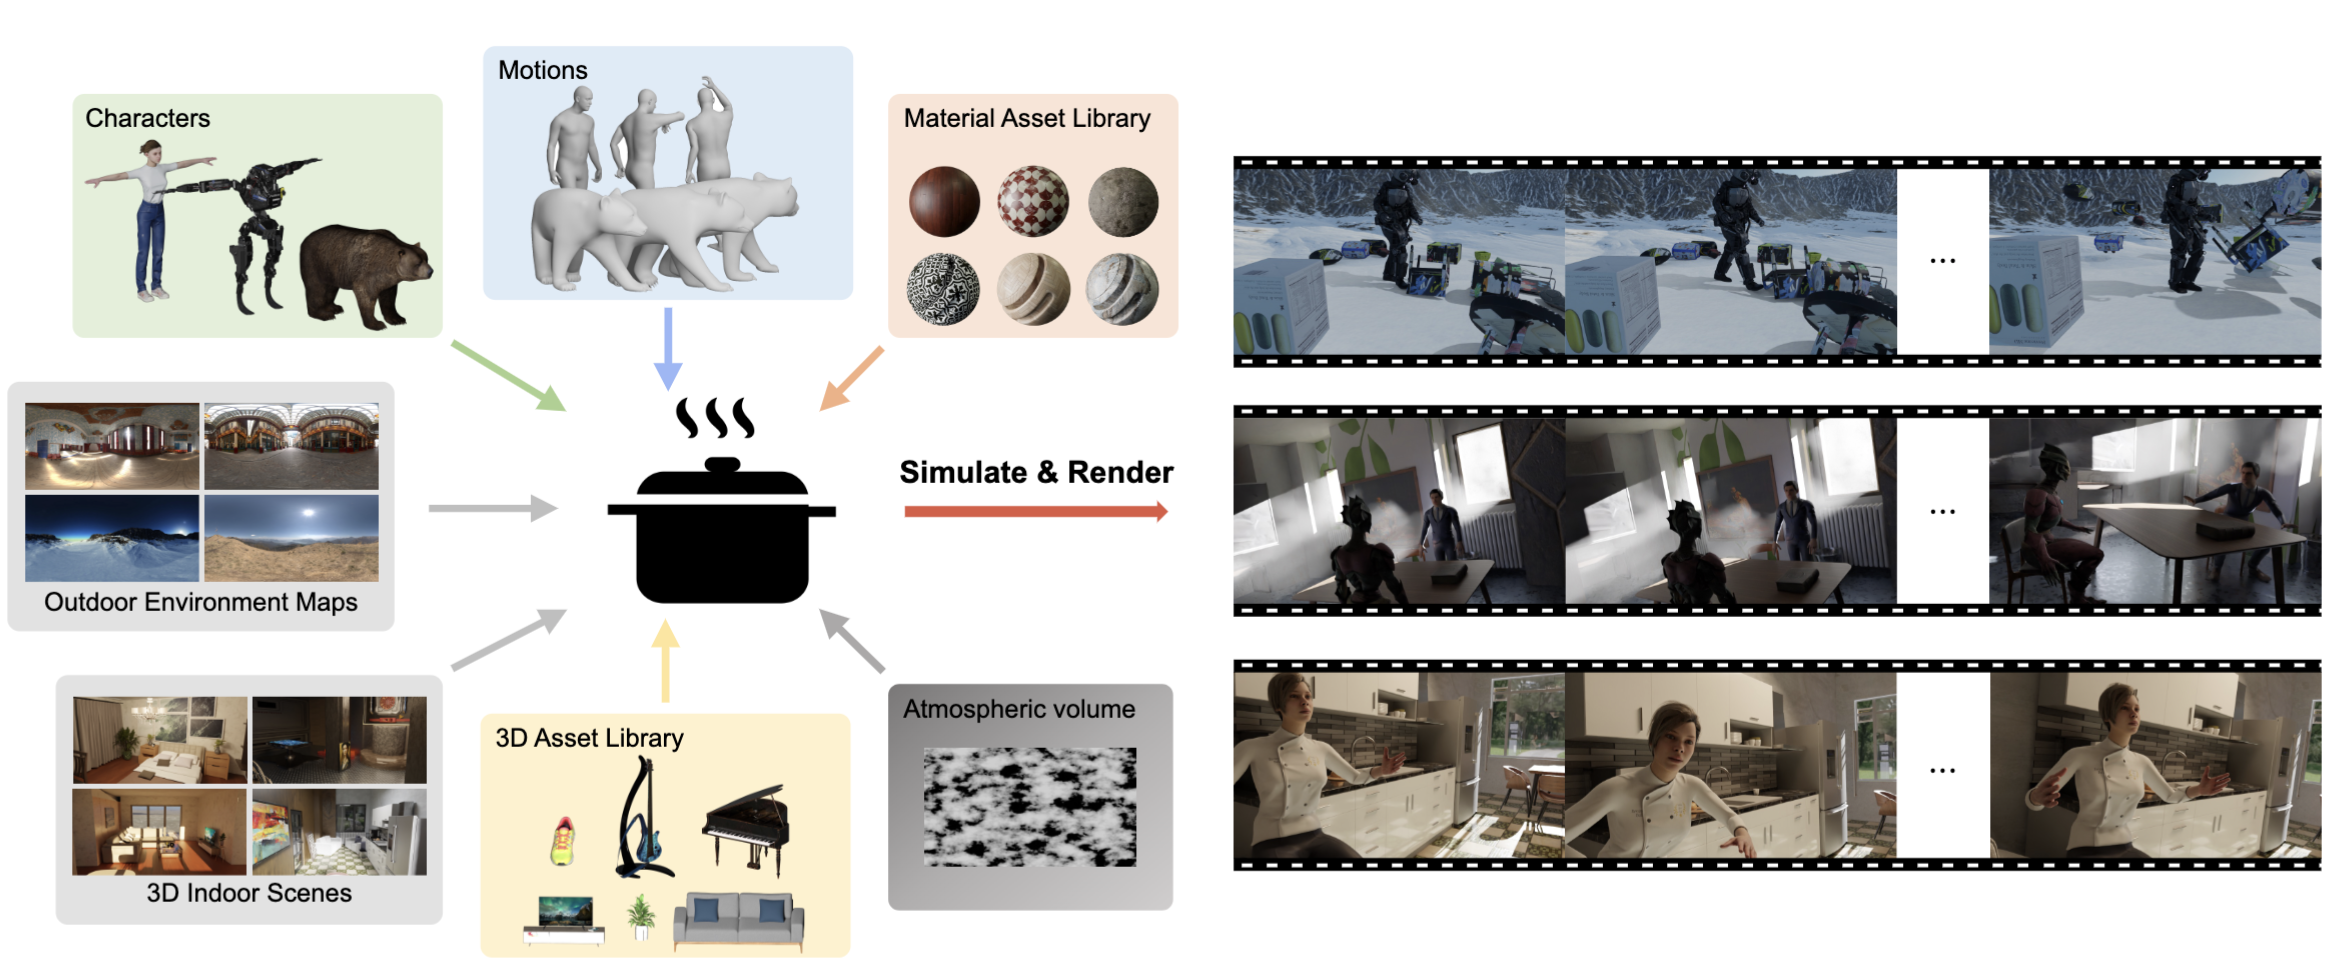 Motions
Characters
Material Asset Library
Simulate & Render
Outdoor Environment Maps
3D Asset Library
Atmospheric volume
3D Indoor Scenes
...
...
...